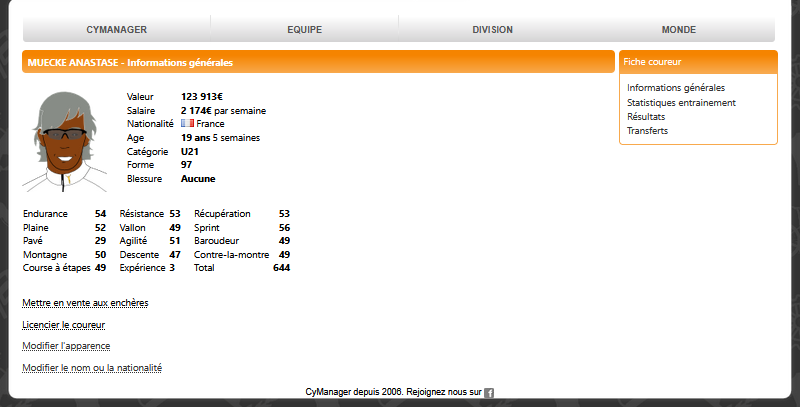 CYMANAGER EQUIPE DIVISION MONDE
MUECKE ANASTASE - Informations générales
Valeur 123 913€
Salaire 2 174€ par semaine
Nationalité France
Age 19 ans 5 semaines
Catégorie U21
Forme 97
Blessure Aucune
Endurance 54 Résistance 53 Récupération 53
Plaine 52 Vallon 49 Sprint 56
Pavé 29 Agilité 51 Baroudeur 49
Montagne 50 Descente 47 Contre-la-montre 49
Course à étapes 49 Expérience 3 Total 644
Mettre en vente aux enchères
Licencier le coureur
Modifier l'apparence
Modifier le nom ou la nationalité
Fiche coureur
Informations générales
Statistiques entrainement
Résultats
Transferts
CyManager depuis 2006. Rejoignez nous sur f